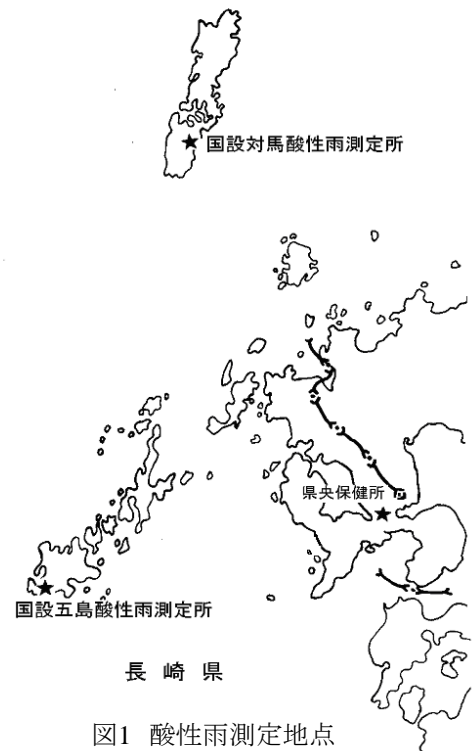 国設対馬酸性雨測定所
県央保健所
国設五島酸性雨測定所
長崎県
図1 酸性雨測定地点